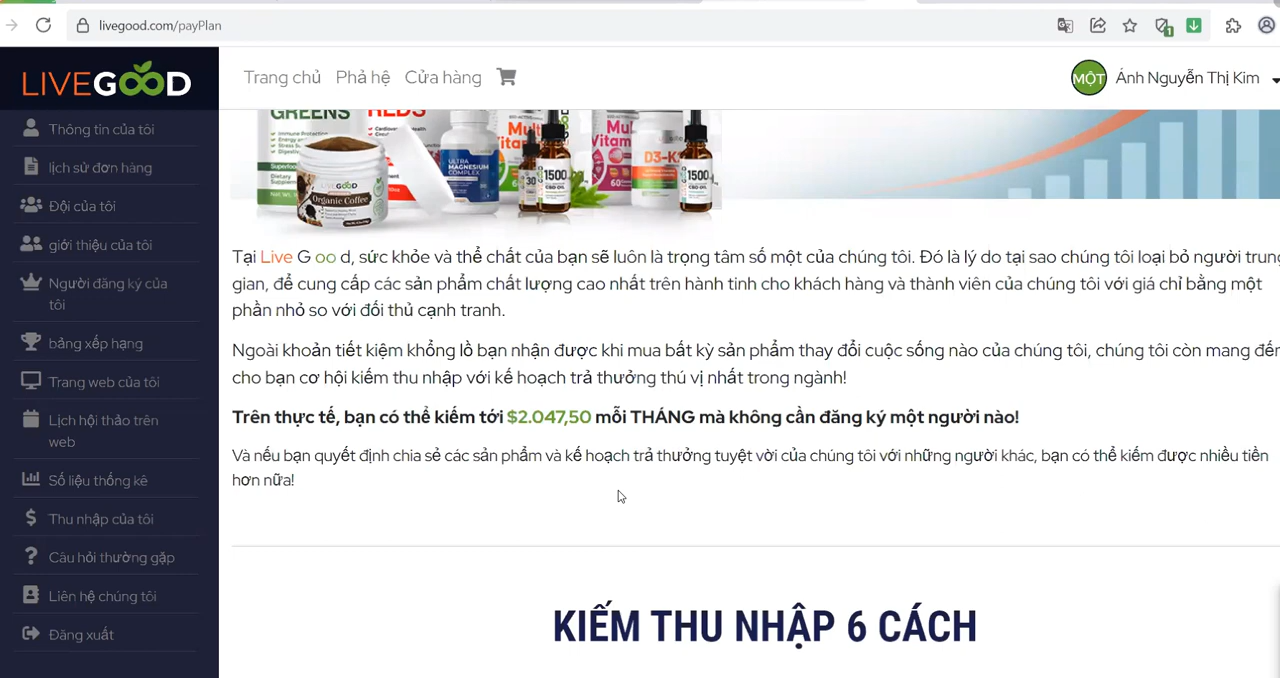 livegood.com/payPlan
LIVEGOOD
Trang chủ Phả hệ Cửa hàng
MỘT Ánh Nguyễn Thị Kim
Thông tin của tôi
lịch sử đơn hàng
Đội của tôi
giới thiệu của tôi
Người đăng ký của
tôi
bảng xếp hạng
Trang web của tôi
Lịch hội thảo trên
web
Số liệu thống kê
Thu nhập của tôi
Câu hỏi thường gặp
Liên hệ chúng tôi
Đăng xuất
GREENS
REDS
Organic Coffee
ULTRA
MAGNESIUM
COMPLEX
1500
D3-K
1500
Tại Live G oo d, sức khỏe và thể chất của bạn sẽ luôn là trọng tâm số một của chúng tôi. Đó là lý do tại sao chúng tôi loại bỏ người trung
gian, để cung cấp các sản phẩm chất lượng cao nhất trên hành tinh cho khách hàng và thành viên của chúng tôi với giá chỉ bằng một
phần nhỏ so với đối thủ cạnh tranh.
Ngoài khoản tiết kiệm khổng lồ bạn nhận được khi mua bất kỳ sản phẩm thay đổi cuộc sống nào của chúng tôi, chúng tôi còn mang đến
cho bạn cơ hội kiếm thu nhập với kế hoạch trả thưởng thú vị nhất trong ngành!
Trên thực tế, bạn có thể kiếm tới $2.047,50 mỗi THÁNG mà không cần đăng ký một người nào!
Và nếu bạn quyết định chia sẻ các sản phẩm và kế hoạch trả thưởng tuyệt vời của chúng tôi với những người khác, bạn có thể kiếm được nhiều tiền
hơn nữa!
KIẾM THU NHẬP 6 CÁCH